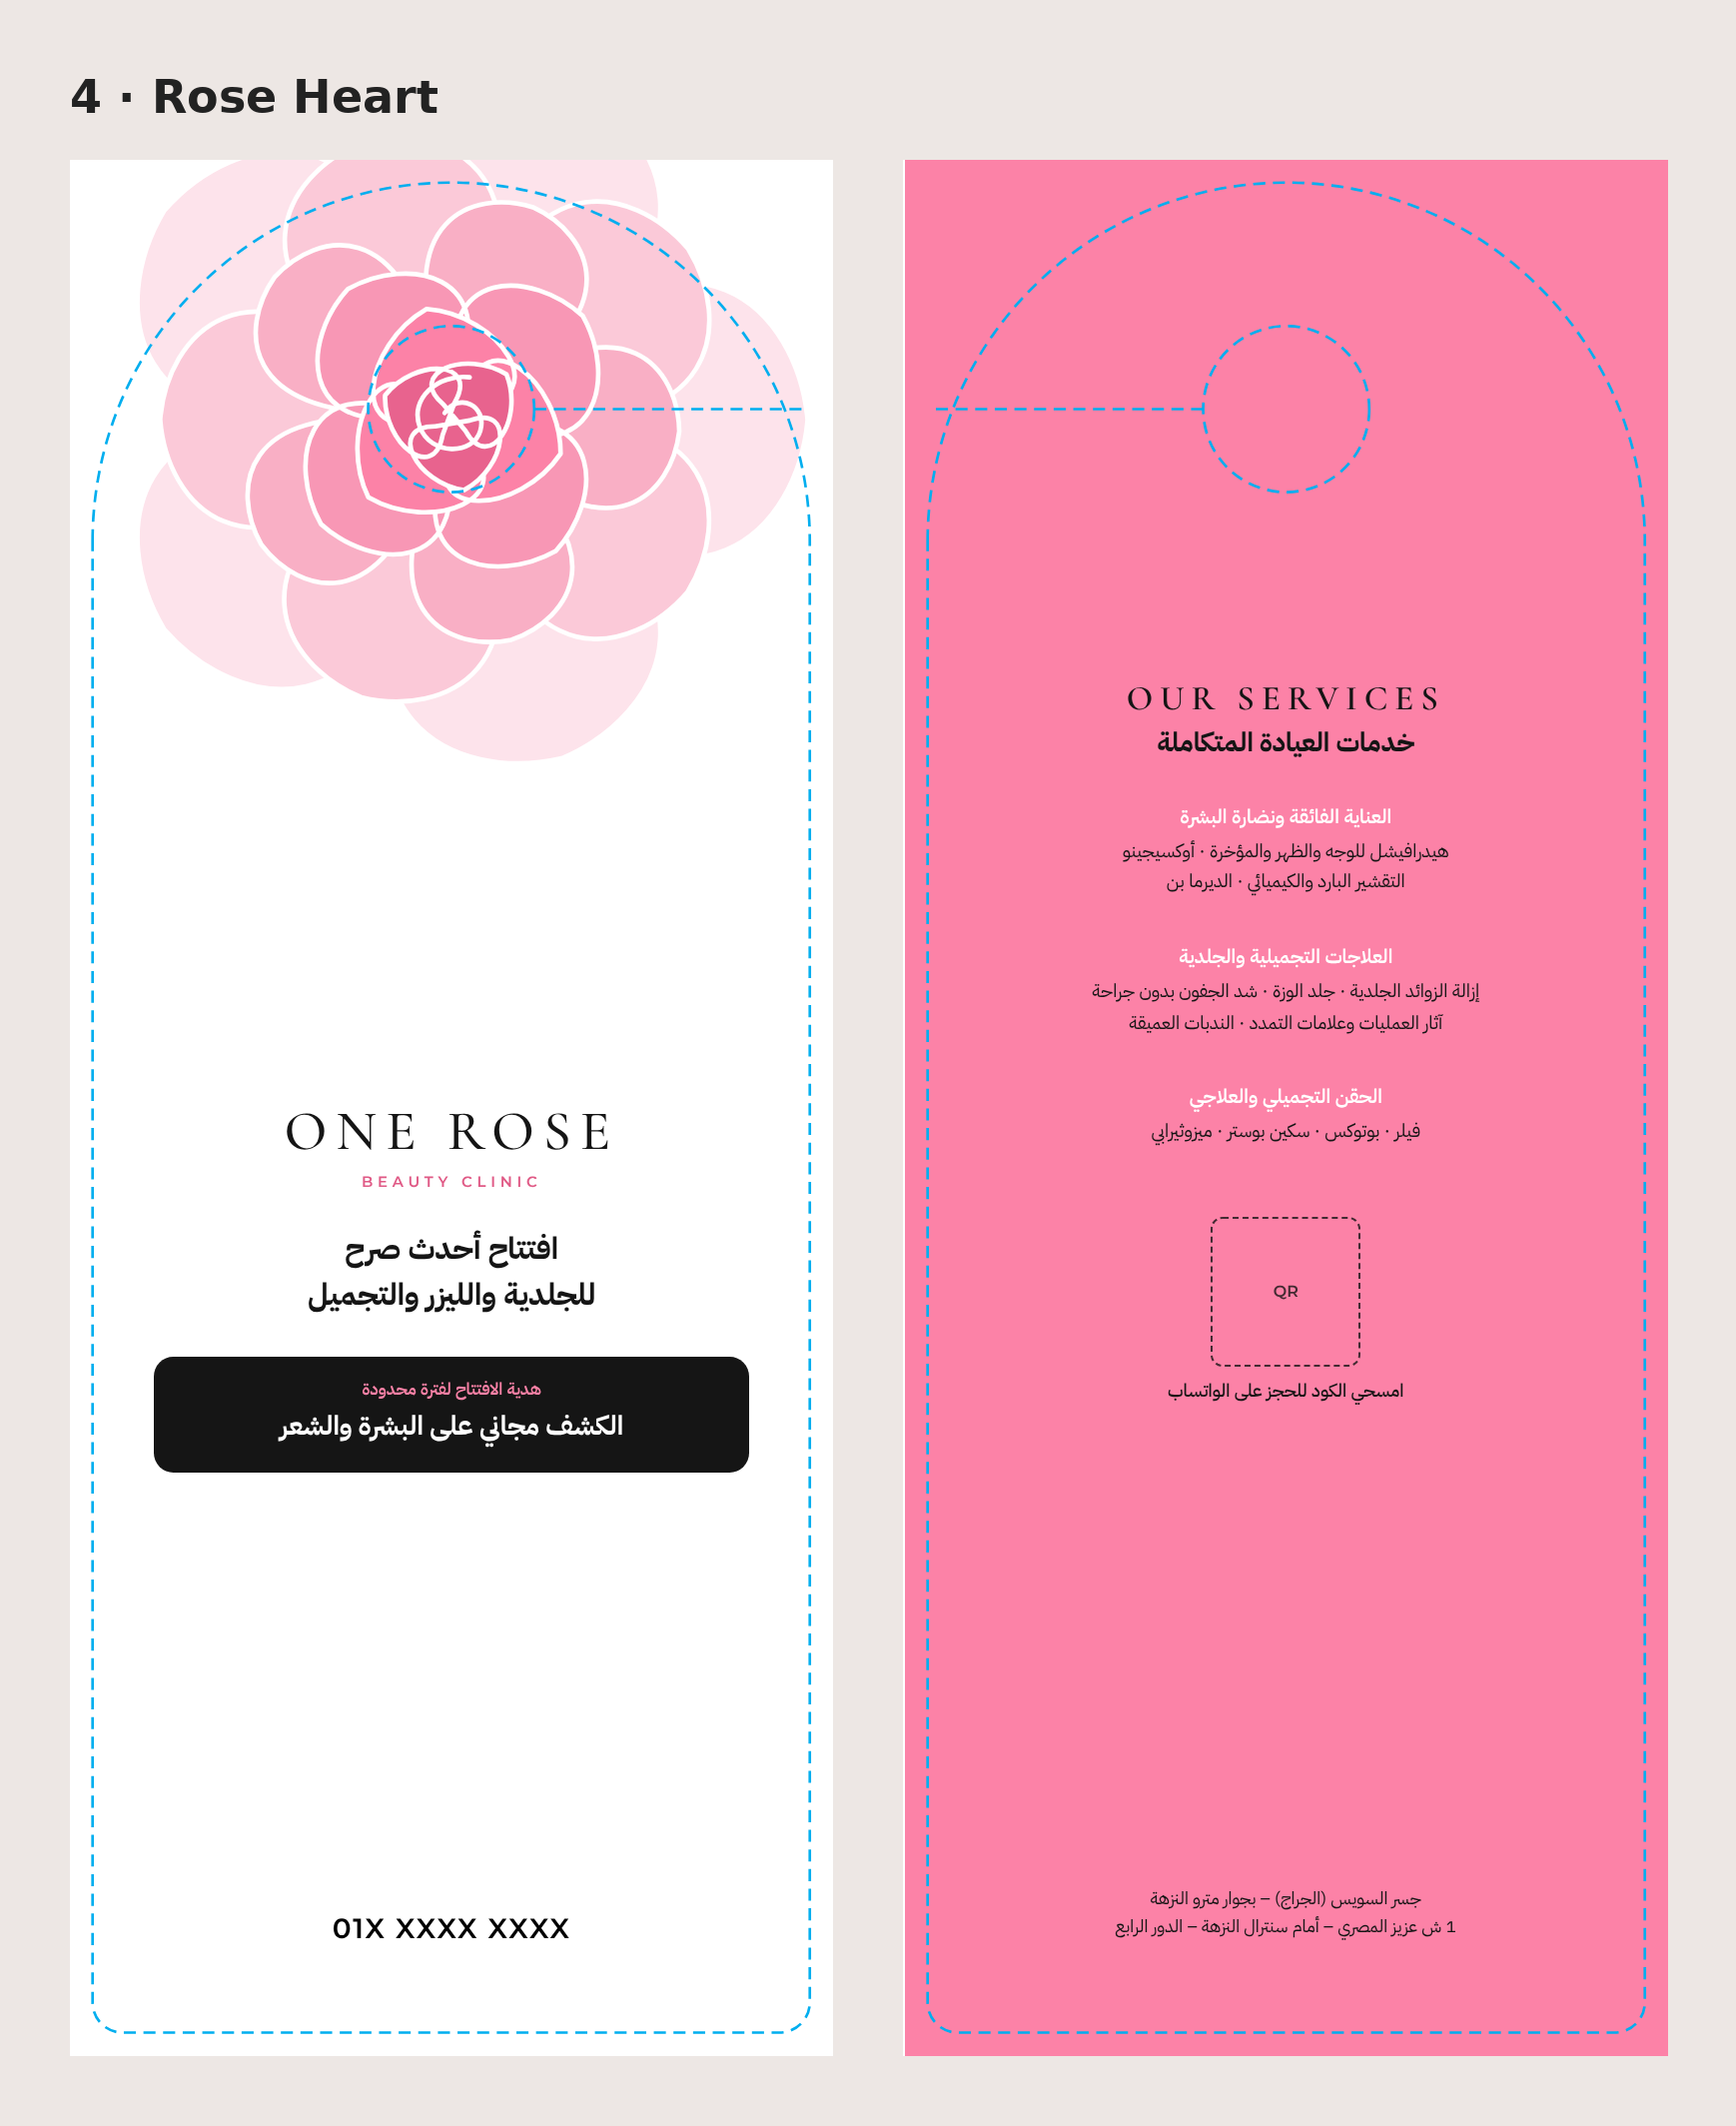 4 · Rose Heart
ONE ROSE
BEAUTY CLINIC
افتتاح أحدث صرح
للجلدية والليزر والتجميل
هدية الافتتاح لفترة محدودة
الكشف مجاني على البشرة والشعر
01X XXXX XXXX
OUR SERVICES
خدمات العيادة المتكاملة
العناية الفائقة ونضارة البشرة
هيدرافيشل للوجه والظهر والمؤخرة · أوكسيجينو
التقشير البارد والكيميائي · الديرما بن
العلاجات التجميلية والجلدية
إزالة الزوائد الجلدية · جلد الوزة · شد الجفون بدون جراحة
آثار العمليات وعلامات التمدد · الندبات العميقة
الحقن التجميلي والعلاجي
فيلر · بوتوكس · سكين بوستر · ميزوثيرابي
QR
امسحي الكود للحجز على الواتساب
جسر السويس (الجراج) – بجوار مترو النزهة
1 ش عزيز المصري – أمام سنترال النزهة – الدور الرابع